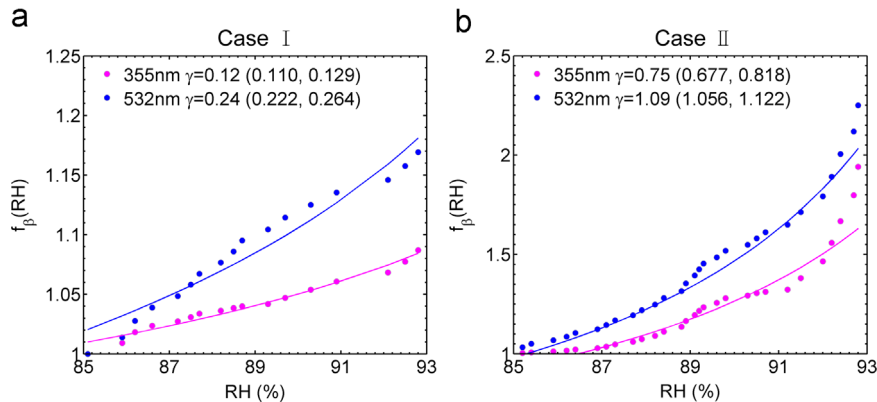 a
Case Ⅰ
355nm γ=0.12 (0.110, 0.129)
532nm γ=0.24 (0.222, 0.264)
1.25
1.2
1.15
1.1
1.05
1
fβ(RH)
85 87 89 91 93
RH (%)
b
Case Ⅱ
355nm γ=0.75 (0.677, 0.818)
532nm γ=1.09 (1.056, 1.122)
2.5
2
1.5
1
fβ(RH)
85 87 89 91 93
RH (%)